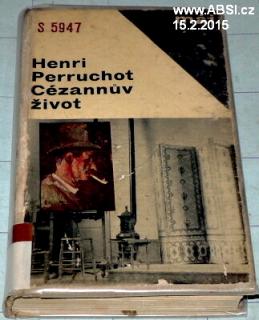 www.ABSI.cz
15.2.2015
S 5947
Henri
Perruchot
Cézannův
život